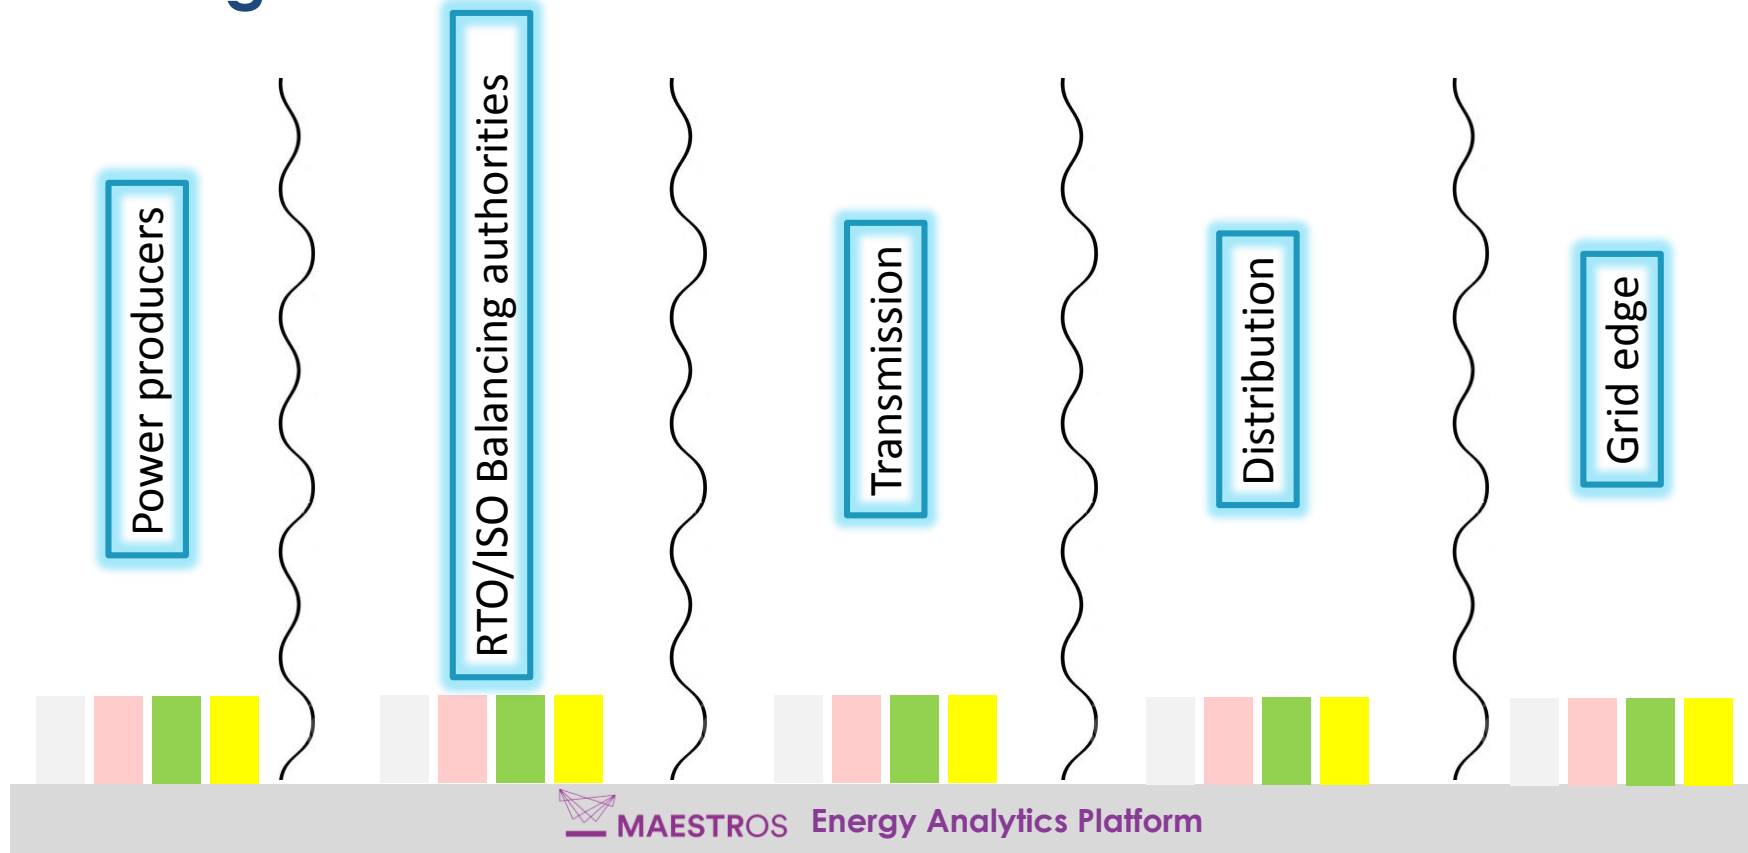 Power producers
RTO/ISO Balancing authorities
Transmission
Distribution
Grid edge
MAESTROS Energy Analytics Platform